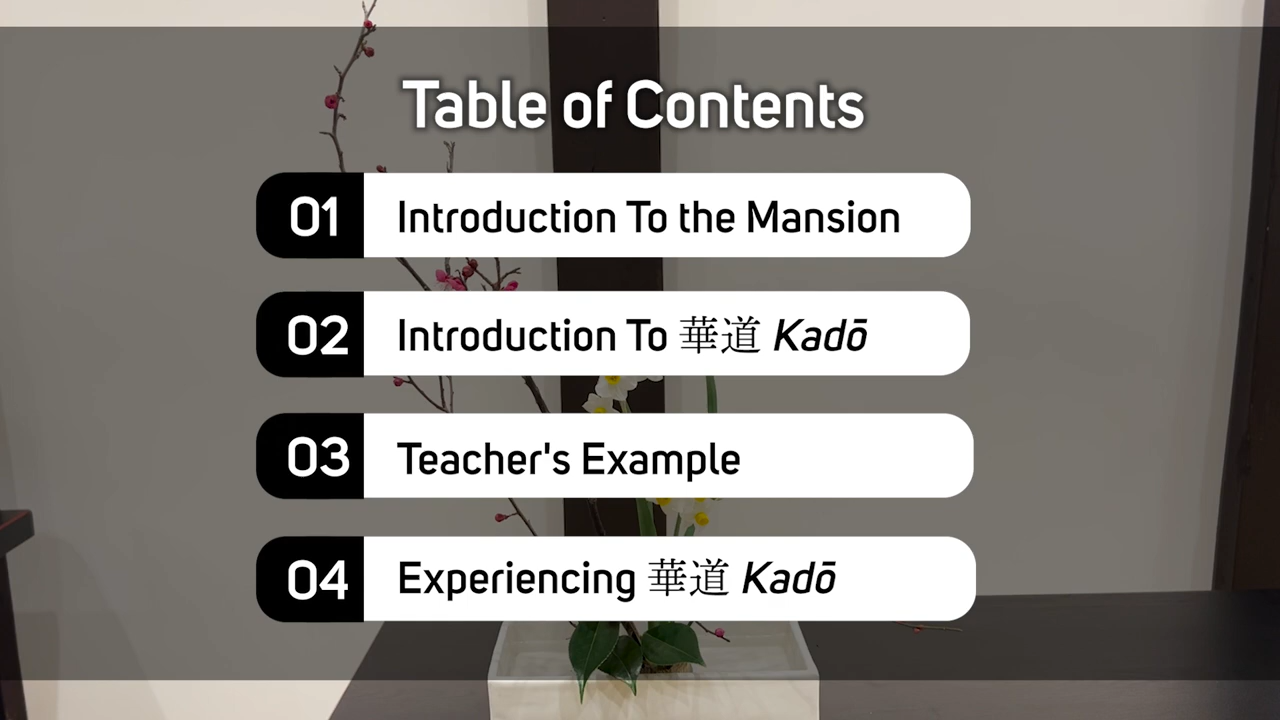 Table of Contents
01 Introduction To the Mansion
02 Introduction To 華道 Kadō
03 Teacher's Example
04 Experiencing 華道 Kadō